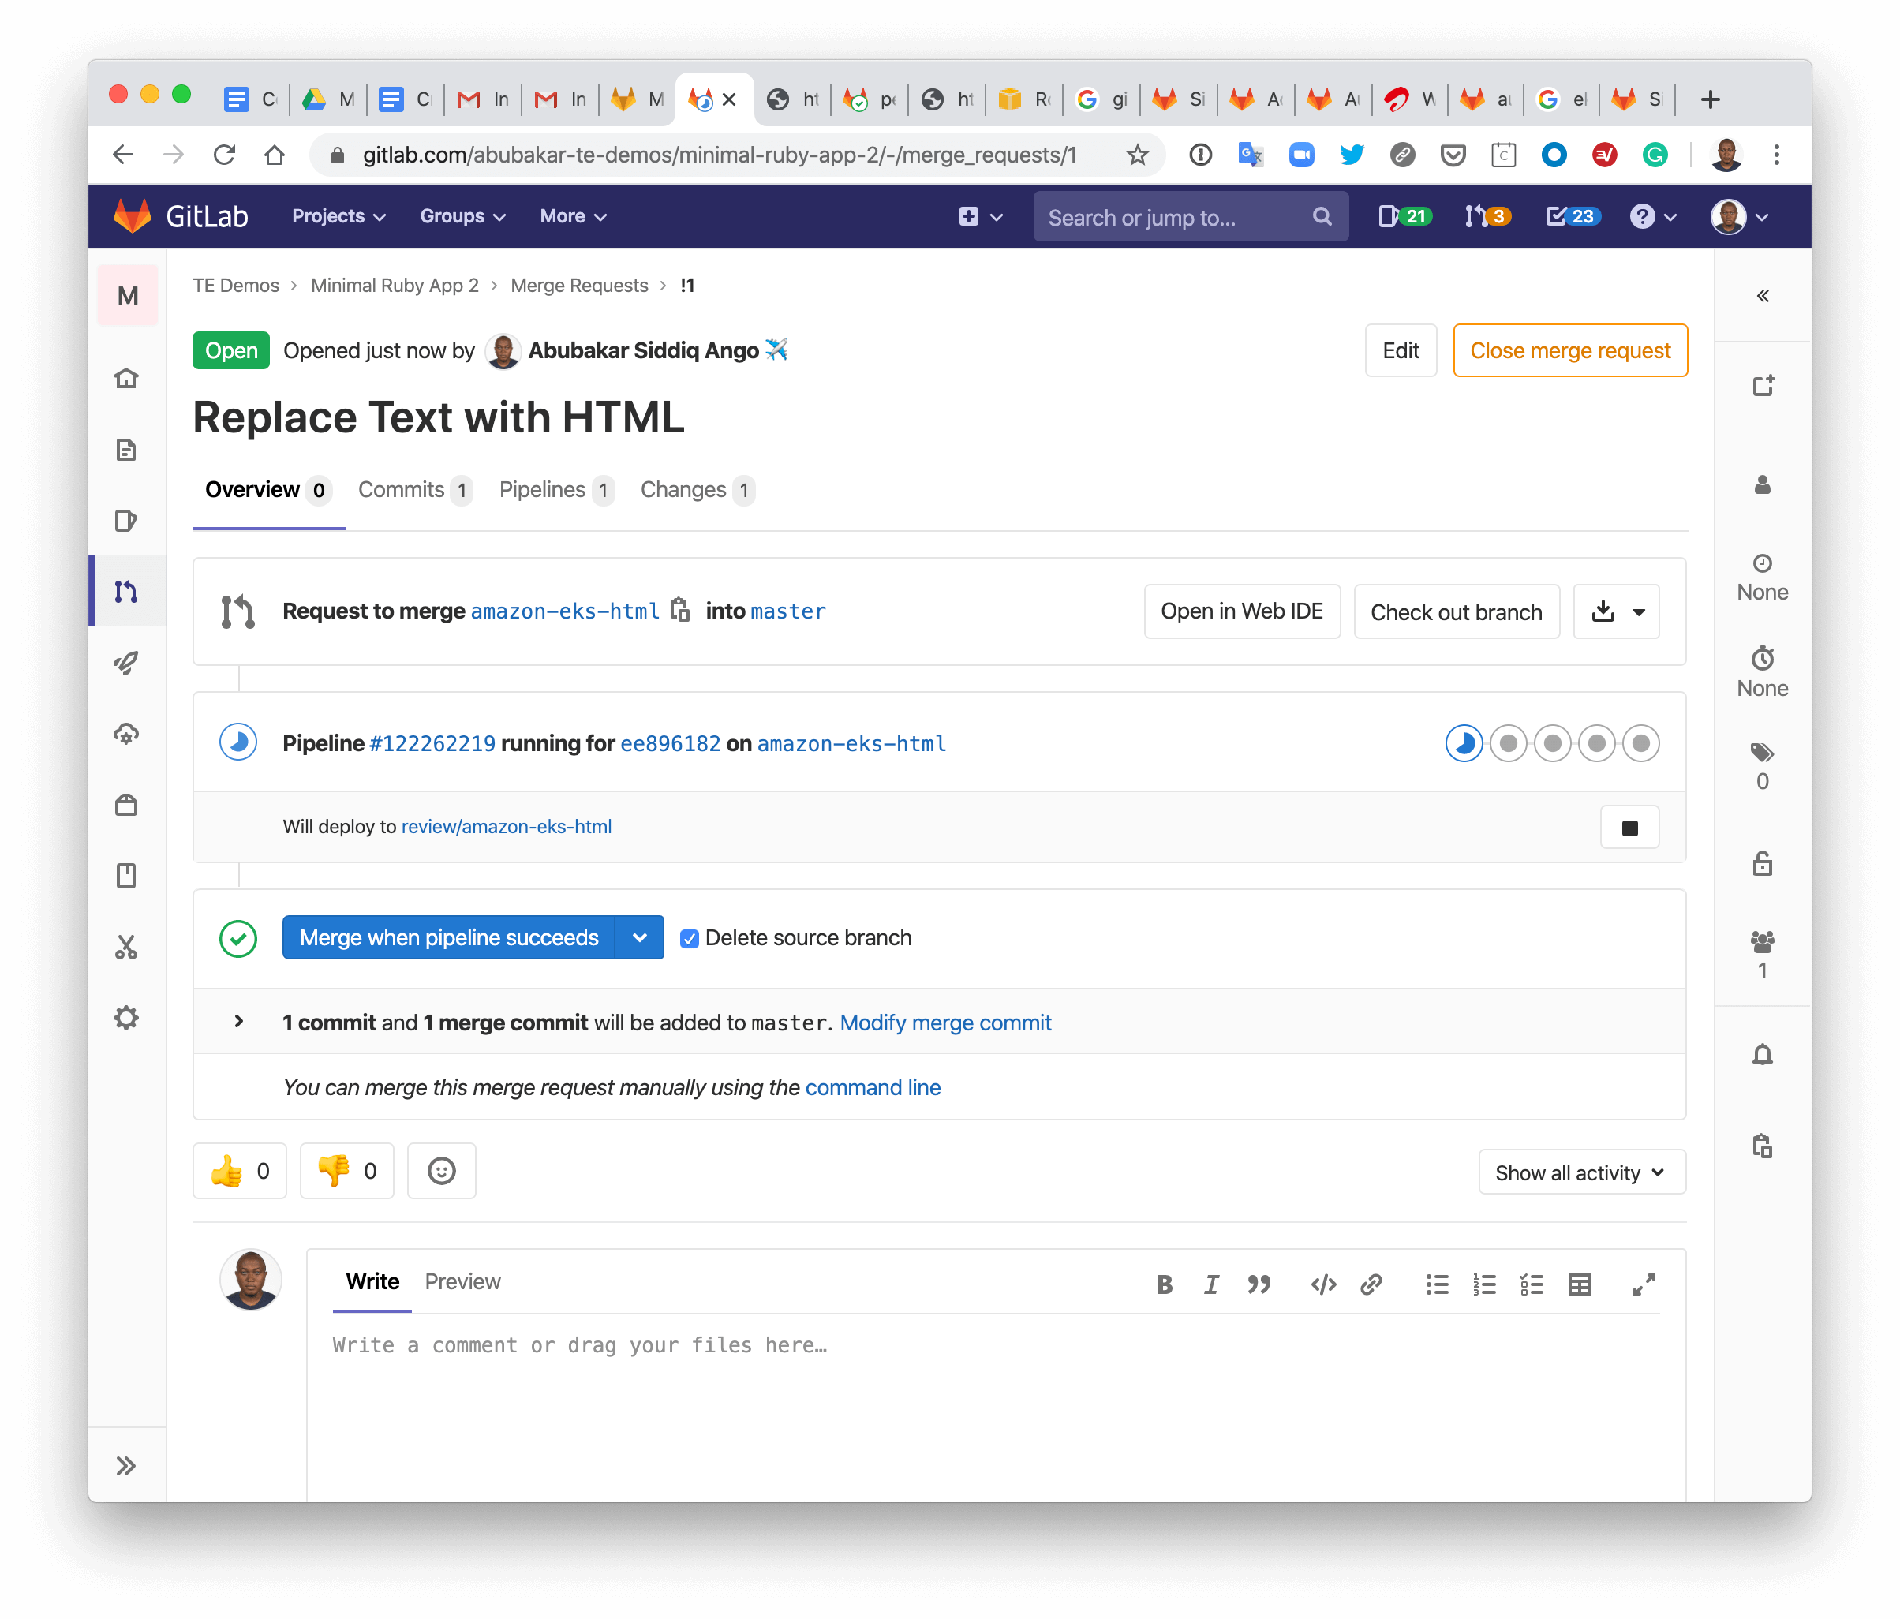 C
M
C
In
In
M
ht
pe
ht
R
gi
Si
A
A
W
a
el
S
gitlab.com/abubakar-te-demos/minimal-ruby-app-2/-/merge_requests/1
GitLab
Projects
Groups
More
Search or jump to...
21
3
23
M
TE Demos > Minimal Ruby App 2 > Merge Requests > !1
Open
Opened just now by Abubakar Siddiq Ango
Edit
Close merge request
Replace Text with HTML
Overview 0
Commits 1
Pipelines 1
Changes 1
Request to merge amazon-eks-html into master
Open in Web IDE
Check out branch
None
None
Pipeline #122262219 running for ee896182 on amazon-eks-html
0
Will deploy to review/amazon-eks-html
Merge when pipeline succeeds
Delete source branch
1
1 commit and 1 merge commit will be added to master. Modify merge commit
You can merge this merge request manually using the command line
0
0
Show all activity
Write
Preview
Write a comment or drag your files here…